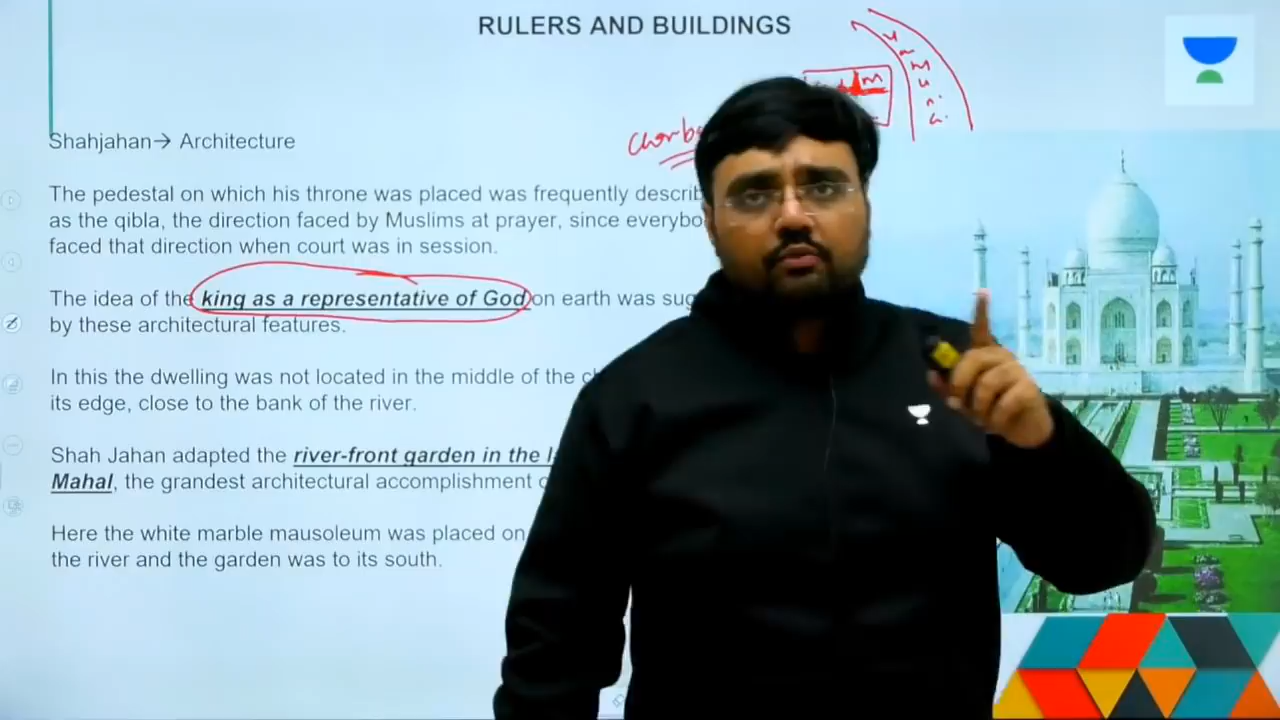 RULERS AND BUILDINGS
Shahjahan→ Architecture
The pedestal on which his throne was placed was frequently
as the qibla, the direction faced by Muslims at prayer, since
faced that direction when court was in session.
The idea of the king as a representative of God on earth was
by these architectural features.
In this the dwelling was not located in the middle of the
its edge, close to the bank of the river.
Shah Jahan adapted the river-front garden in the
Mahal, the grandest architectural accomplishment
Here the white marble mausoleum was placed on
the river and the garden was to its south.